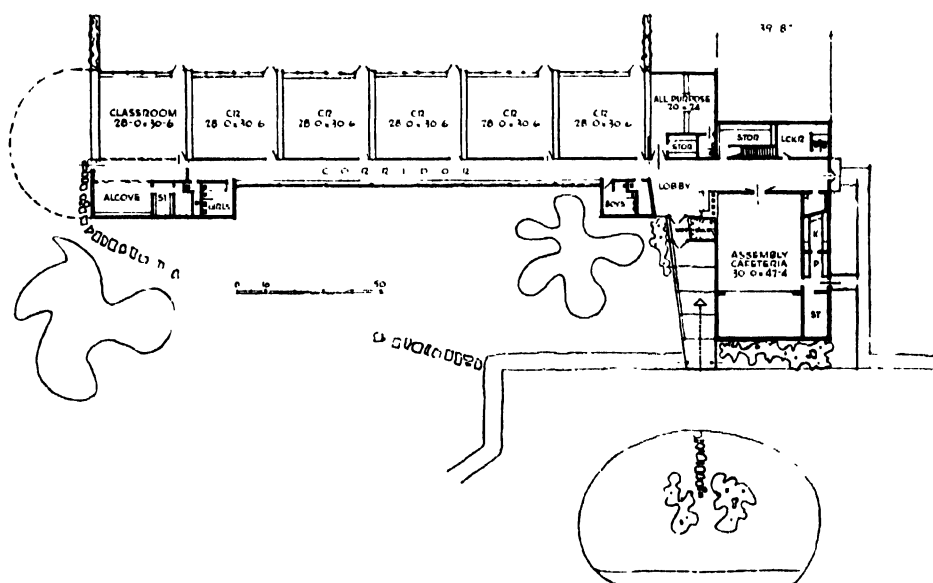 39'8"
CLASSROOM
28-0 x 30-6
CR
28 0 x 30 6
CR
28 0 x 30 6
CR
28 0 x 30 6
CR
28 0 x 30 6
CR
28 0 x 30 6
ALL PURPOSE
20 x 24
STOR
STOR
LCKR
CORRIDOR
ALCOVE
ST
GIRLS
BOYS
LOBBY
K
P
ASSEMBLY
CAFETERIA
30 0 x 47-4
ST
0 10 50